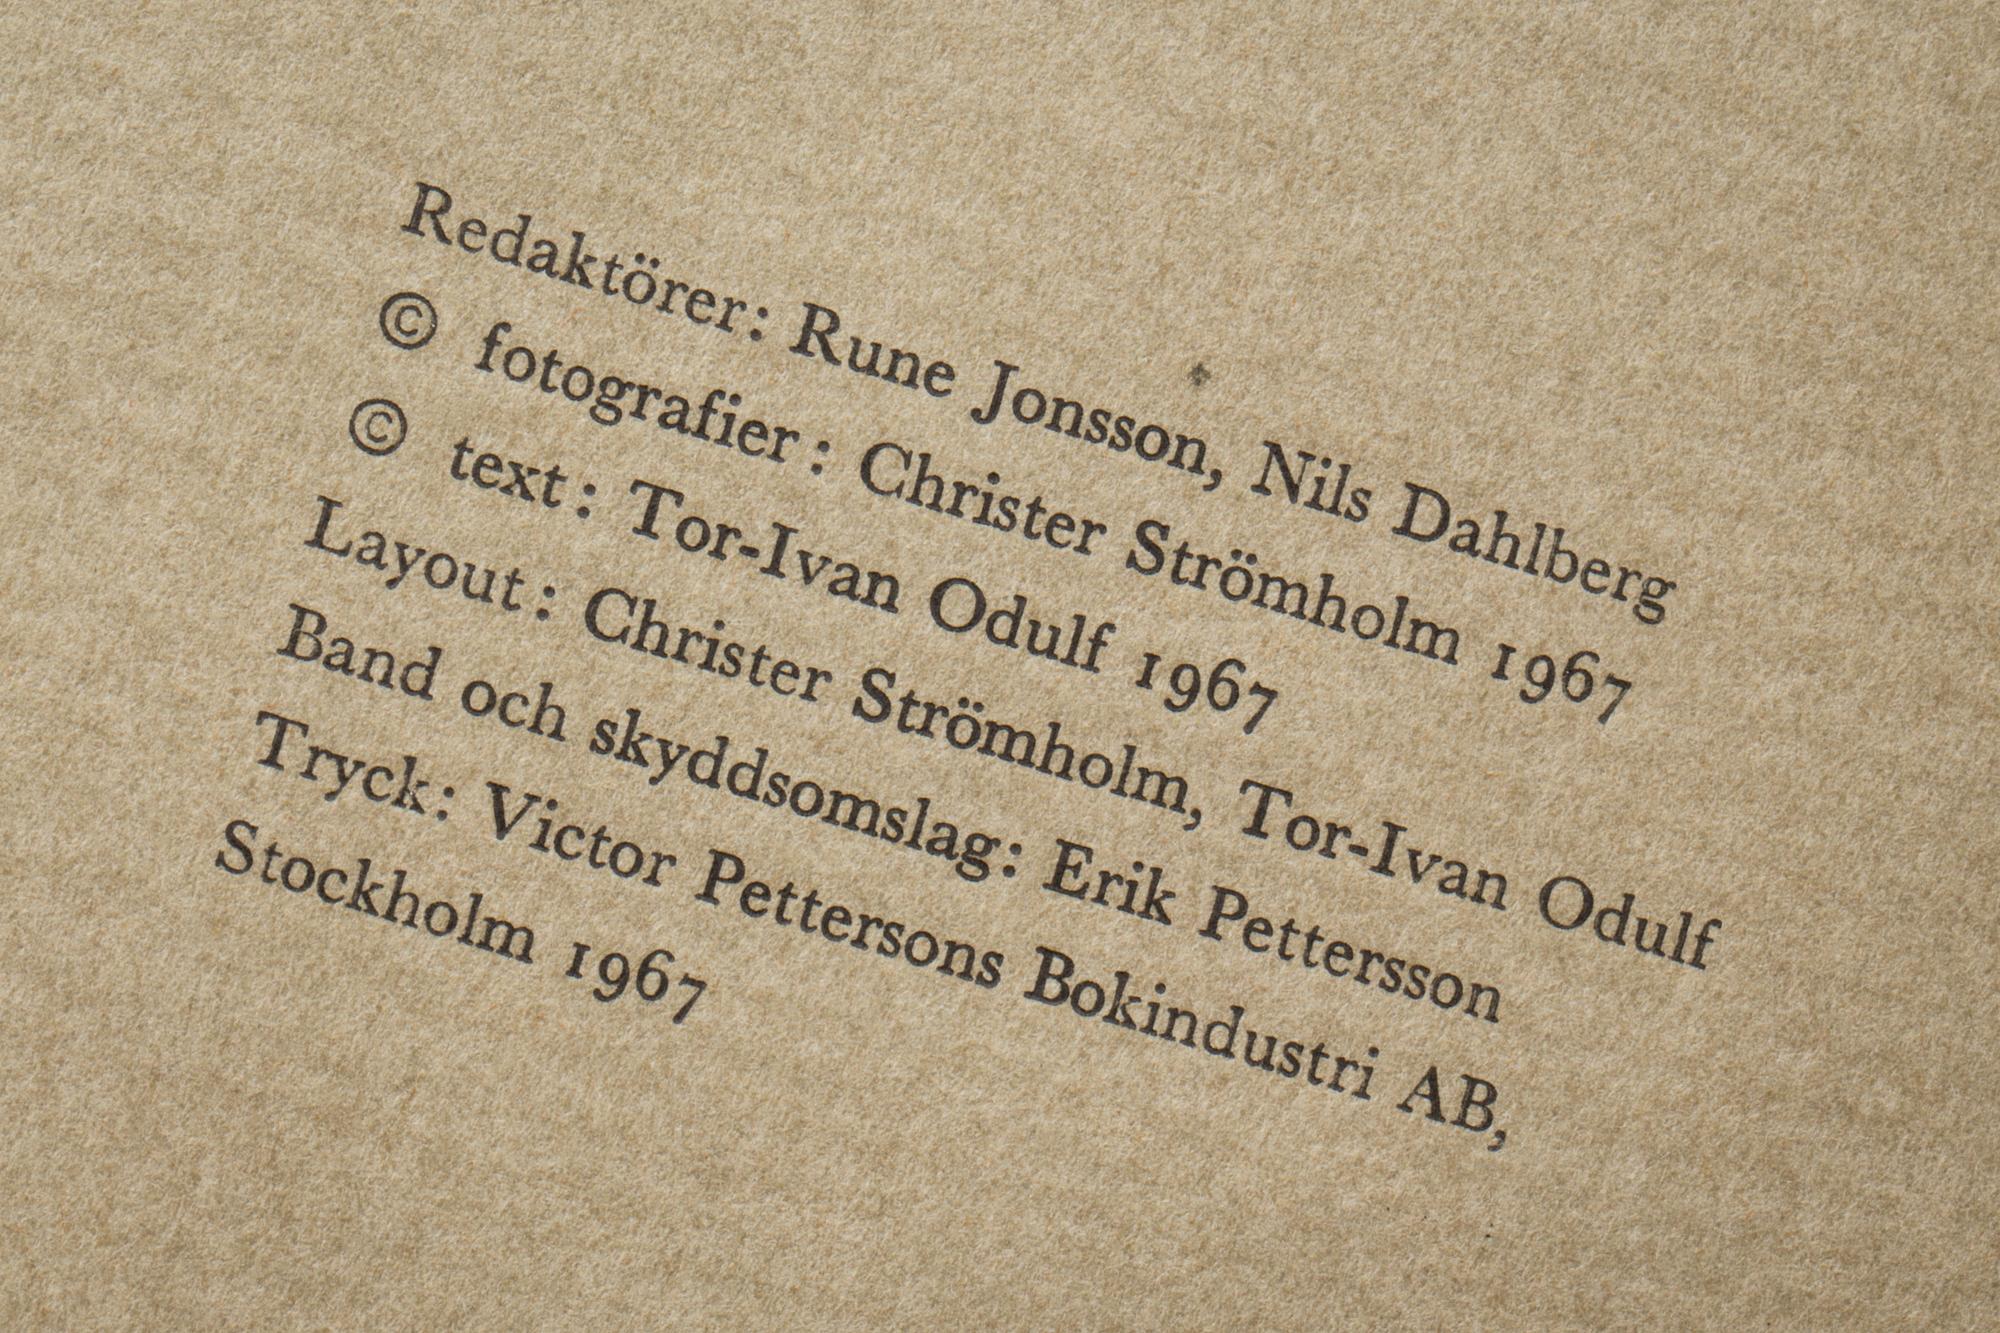 Redaktörer: Rune Jonsson, Nils Dahlberg
© fotografier: Christer Strömholm 1967
© text: Tor-Ivan Odulf 1967
Layout: Christer Strömholm, Tor-Ivan Odulf
Band och skyddsomslag: Erik Pettersson
Tryck: Victor Pettersons Bokindustri AB,
Stockholm 1967